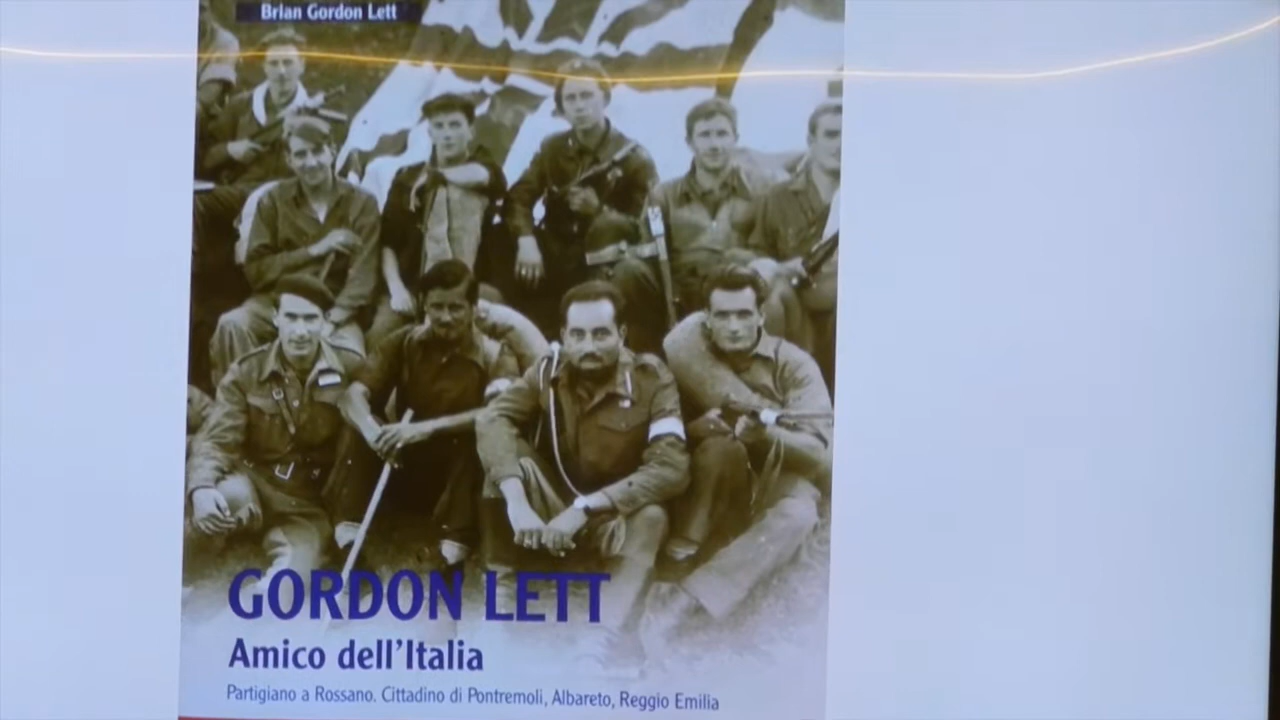 Brian Gordon Lett
GORDON LETT
Amico dell'Italia
Partigiano a Rossano. Cittadino di Pontremoli, Albareto, Reggio Emilia